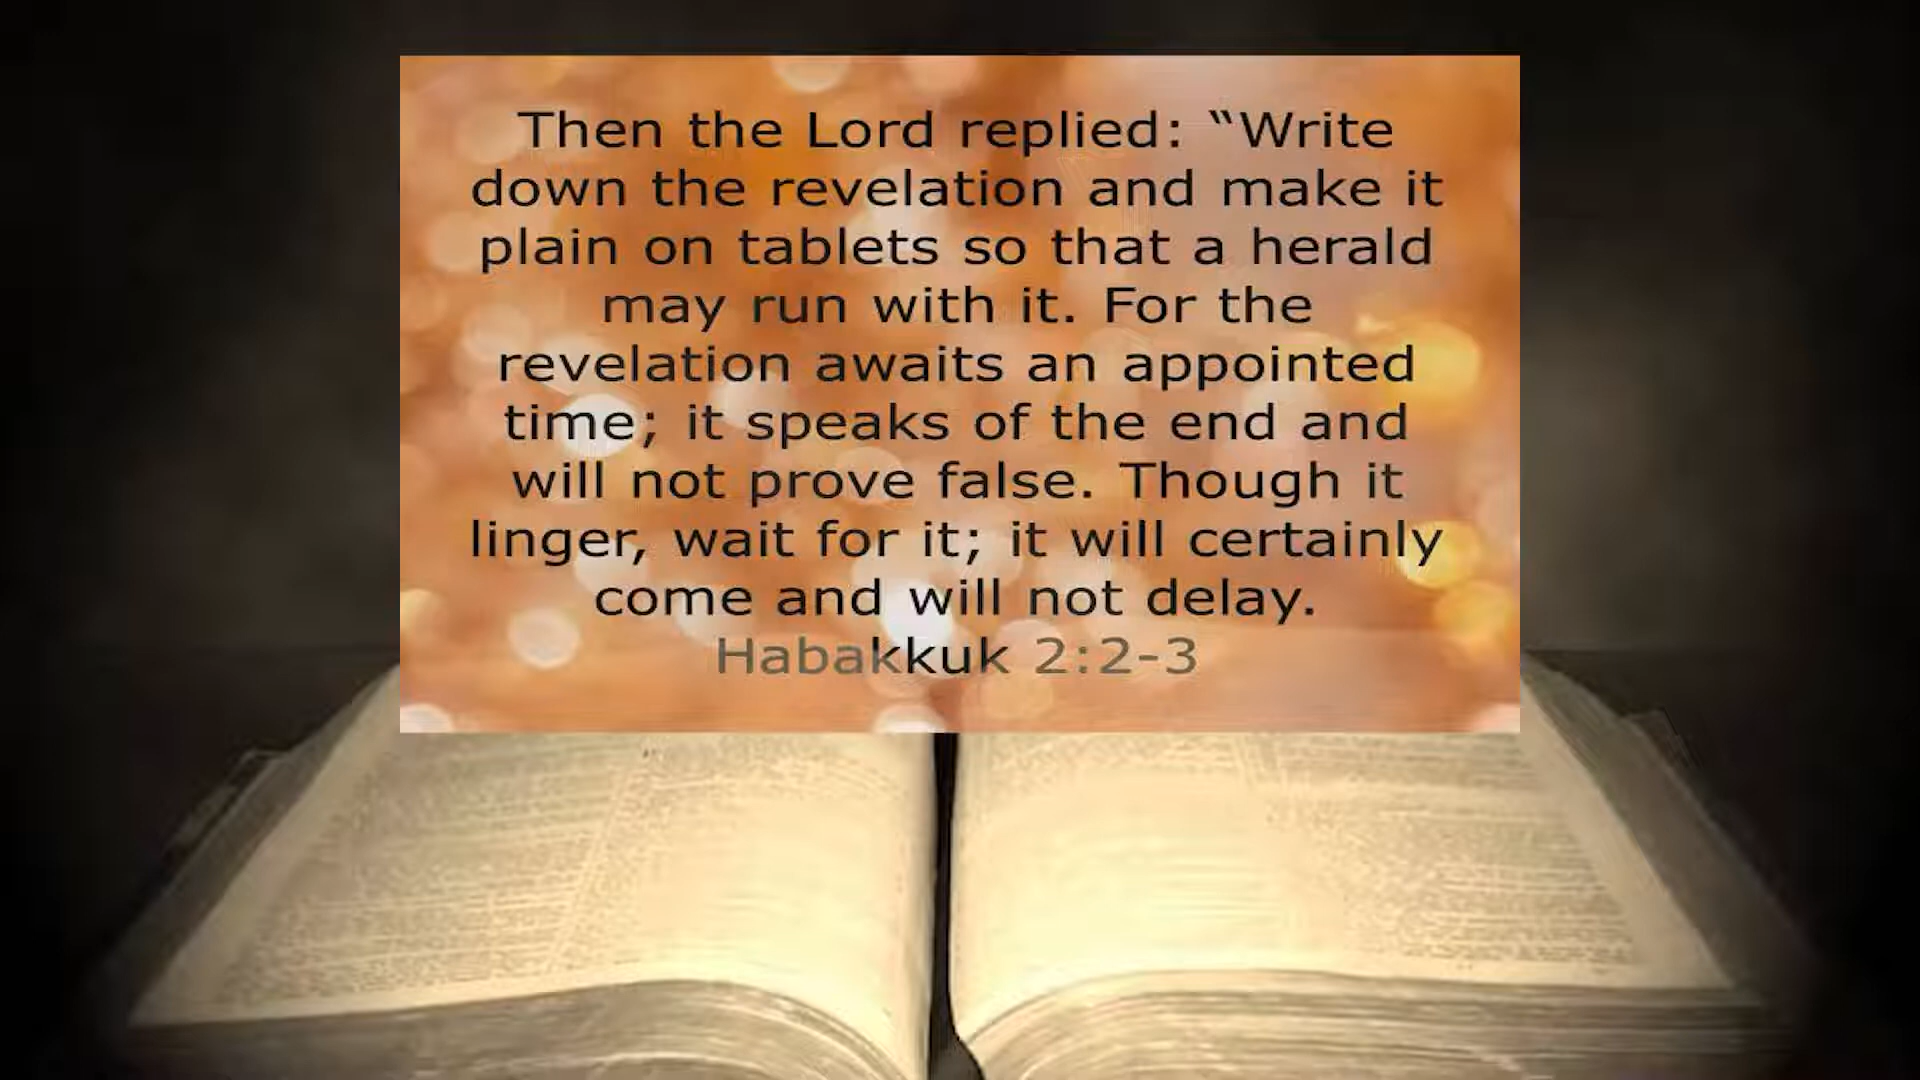 Then the Lord replied: “Write
down the revelation and make it
plain on tablets so that a herald
may run with it. For the
revelation awaits an appointed
time; it speaks of the end and
will not prove false. Though it
linger, wait for it; it will certainly
come and will not delay.
Habakkuk 2:2-3